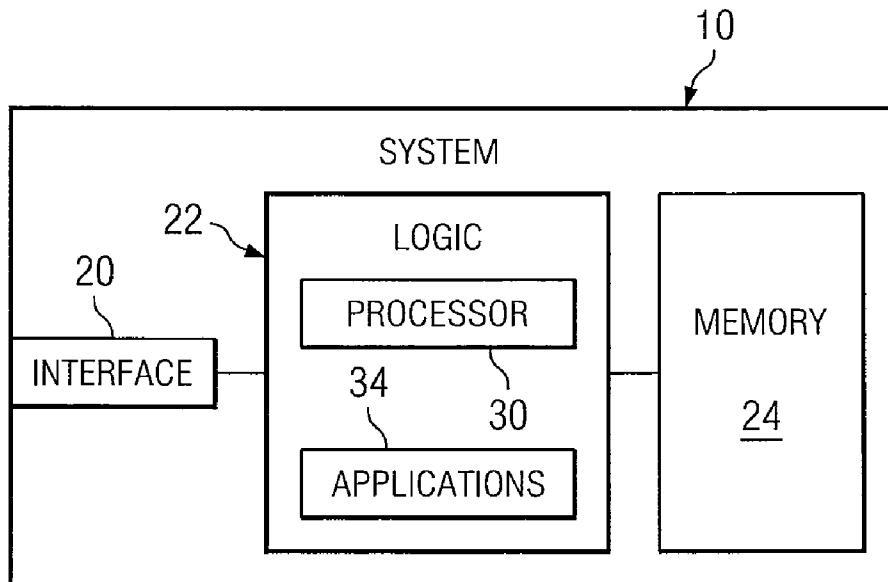 10
SYSTEM
22
LOGIC
20
PROCESSOR
MEMORY
INTERFACE
34
30
24
APPLICATIONS